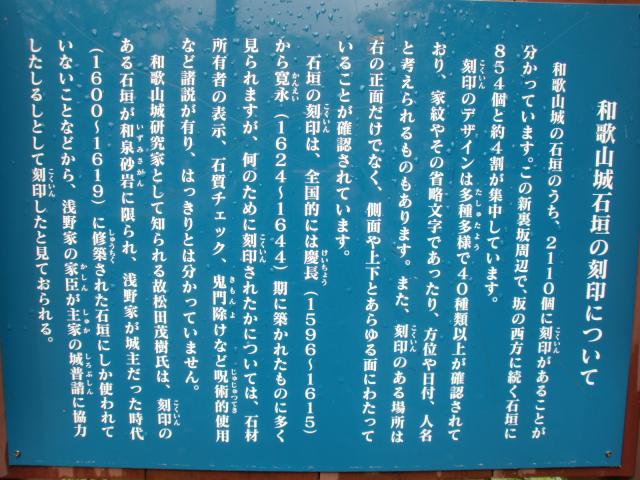 和歌山城石垣の刻印について
和歌山城の石垣のうち、2110個に刻印があることが
分かっています。この新裏坂周辺で、坂の西方に続く石垣に
854個と約4割が集中しています。
刻印のデザインは多種多様で40種類以上が確認されて
おり、家紋やその省略文字であったり、方位や日付、人名
と考えられるものもあります。また、刻印のある場所は
石の正面だけでなく、側面や上下とあらゆる面にわたって
いることが確認されています。
石垣の刻印は、全国的には慶長（1596〜1615）
から寛永（1624〜1644）期に築かれたものに多く
見られますが、何のために刻印されたかについては、石材
所有者の表示、石質チェック、鬼門除けなど呪術的使用
など諸説が有り、はっきりとは分かっていません。
和歌山城研究家として知られる故松田茂樹氏は、刻印の
ある石垣が和泉砂岩に限られ、浅野家が城主だった時代
（1600〜1619）に修築された石垣にしか使われて
いないことなどから、浅野家の家臣が主家の城普請に協力
したしるしとして刻印したと見ておられる。